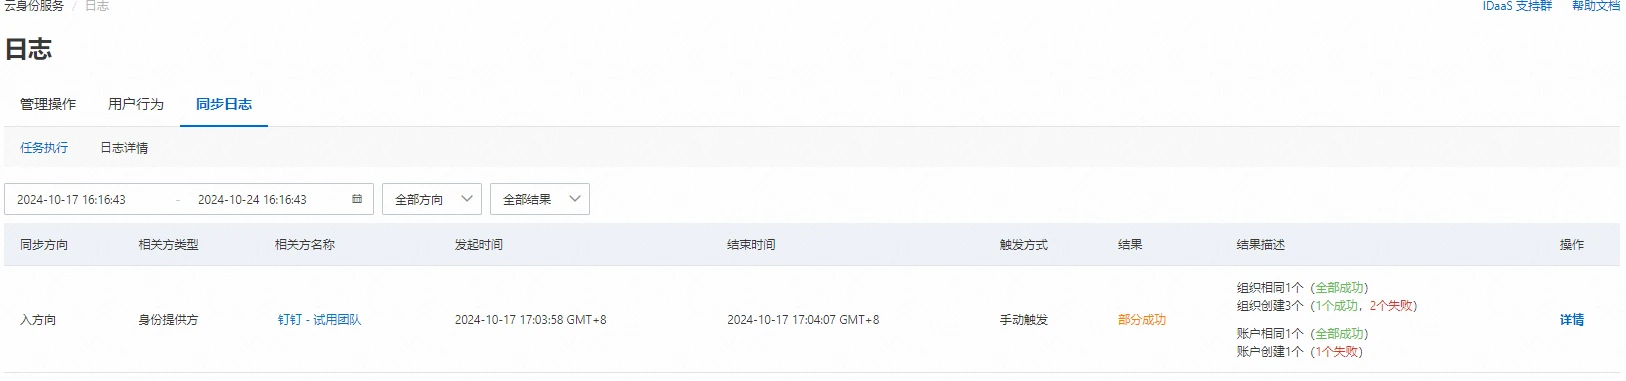 云身份服务 / 日志
IDaaS 支持群 帮助文档
日志
管理操作 用户行为 同步日志
任务执行 日志详情
2024-10-17 16:16:43 - 2024-10-24 16:16:43 全部方向 全部结果
同步方向 相关方类型 相关方名称 发起时间 结束时间 触发方式 结果 结果描述 操作
组织相同1个（全部成功）
组织创建3个（1个成功，2个失败）
入方向 身份提供方 钉钉 - 试用团队 2024-10-17 17:03:58 GMT+8 2024-10-17 17:04:07 GMT+8 手动触发 部分成功 详情
账户相同1个（全部成功）
账户创建1个（1个失败）